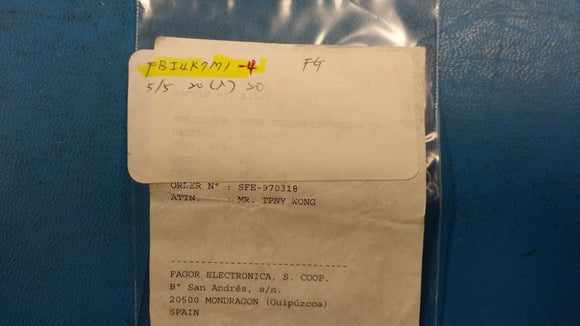 FBI4K7M1 -4 FG
5/5 20 (入) 20
ORDER N° : SFE-970318
ATTN. : MR. TPNY WONG
--------------------------------
FAGOR ELECTRONICA, S. COOP.
B° San Andrés, s/n.
20500 MONDRAGON (Guipúzcoa)
SPAIN